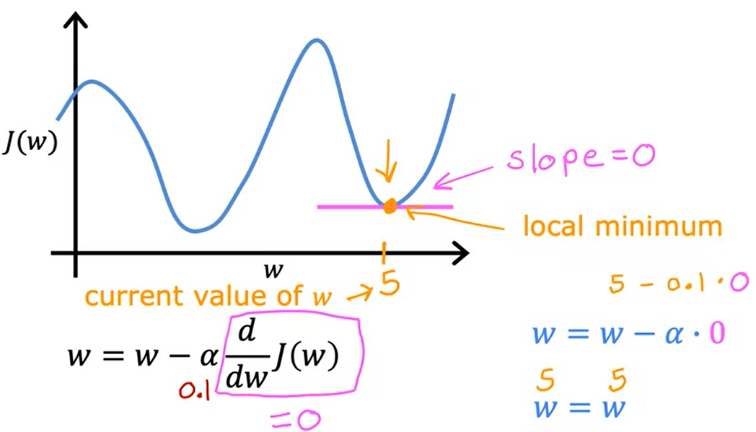 J(w)
slope=0
local minimum
w
5
current value of w →
5 - 0.1 · 0
w = w − α d/dw J(w)
0.1
=0
w = w − α · 0
5 5
w = w